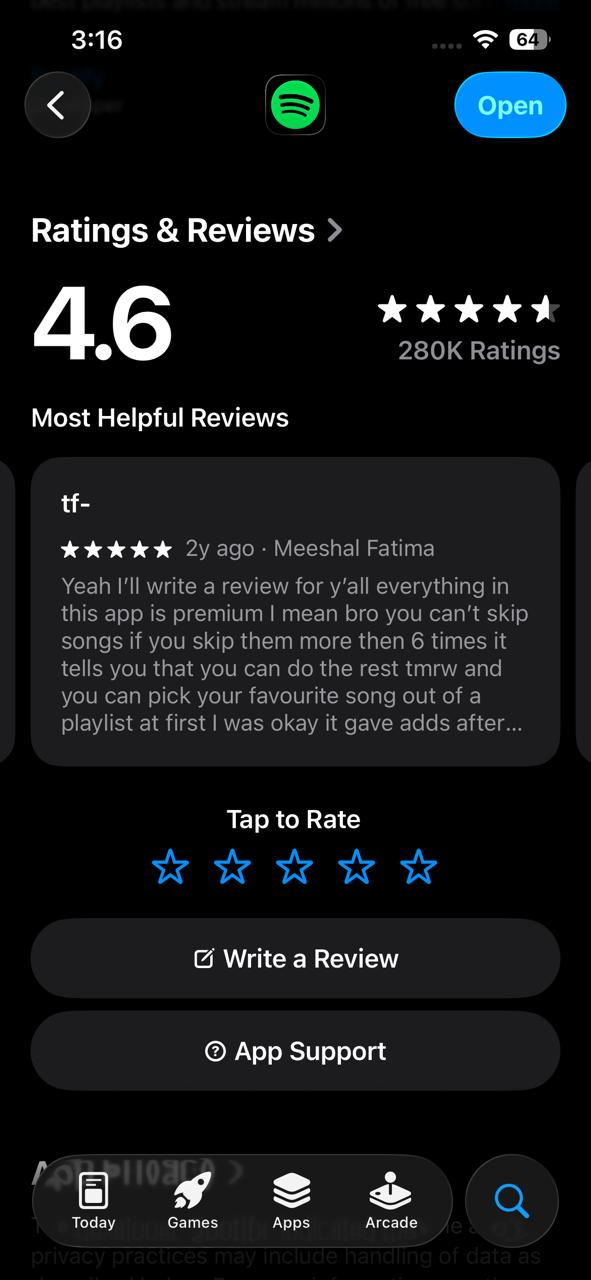 3:16
64
Open
Ratings & Reviews
4.6
280K Ratings
Most Helpful Reviews
tf-
2y ago · Meeshal Fatima
Yeah I’ll write a review for y’all everything in
this app is premium I mean bro you can’t skip
songs if you skip them more then 6 times it
tells you that you can do the rest tmrw and
you can pick your favourite song out of a
playlist at first I was okay it gave adds after...
Tap to Rate
Write a Review
App Support
Today
Games
Apps
Arcade
privacy practices may include handling of data as